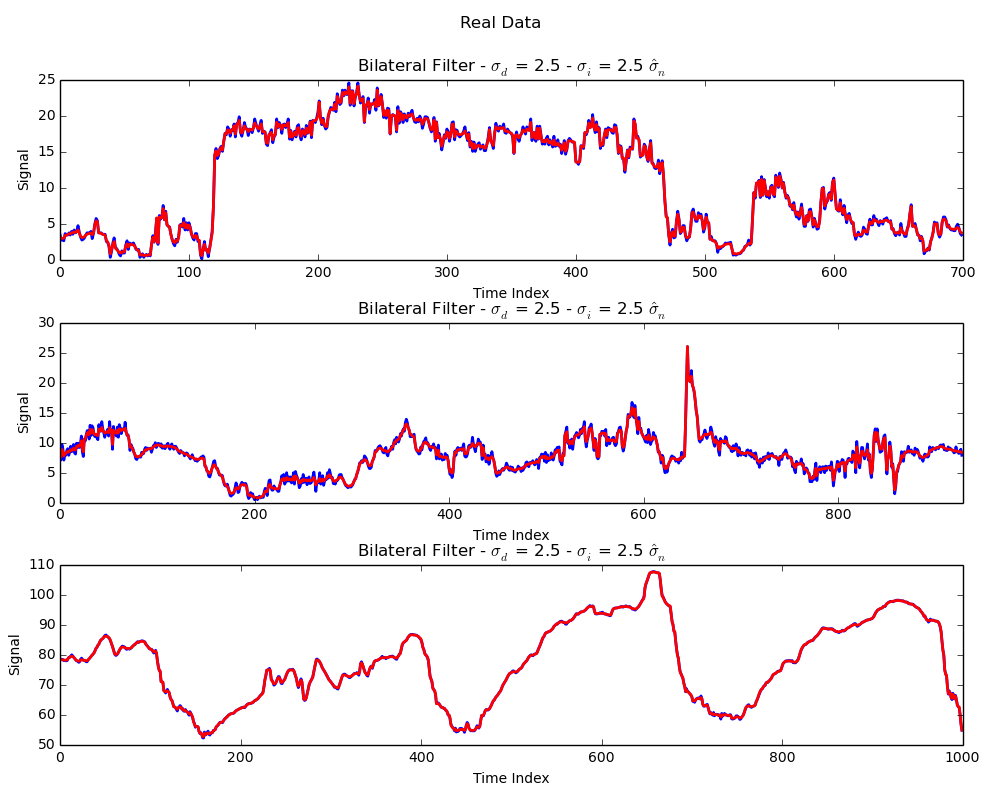 Real Data
Bilateral Filter - σ_d = 2.5 - σ_i = 2.5 σ̂_n
25
20
15
10
5
0
Signal
0 100 200 300 400 500 600 700
Time Index
Bilateral Filter - σ_d = 2.5 - σ_i = 2.5 σ̂_n
30
25
20
15
10
5
0
Signal
0 200 400 600 800
Time Index
Bilateral Filter - σ_d = 2.5 - σ_i = 2.5 σ̂_n
110
100
90
80
70
60
50
Signal
0 200 400 600 800 1000
Time Index